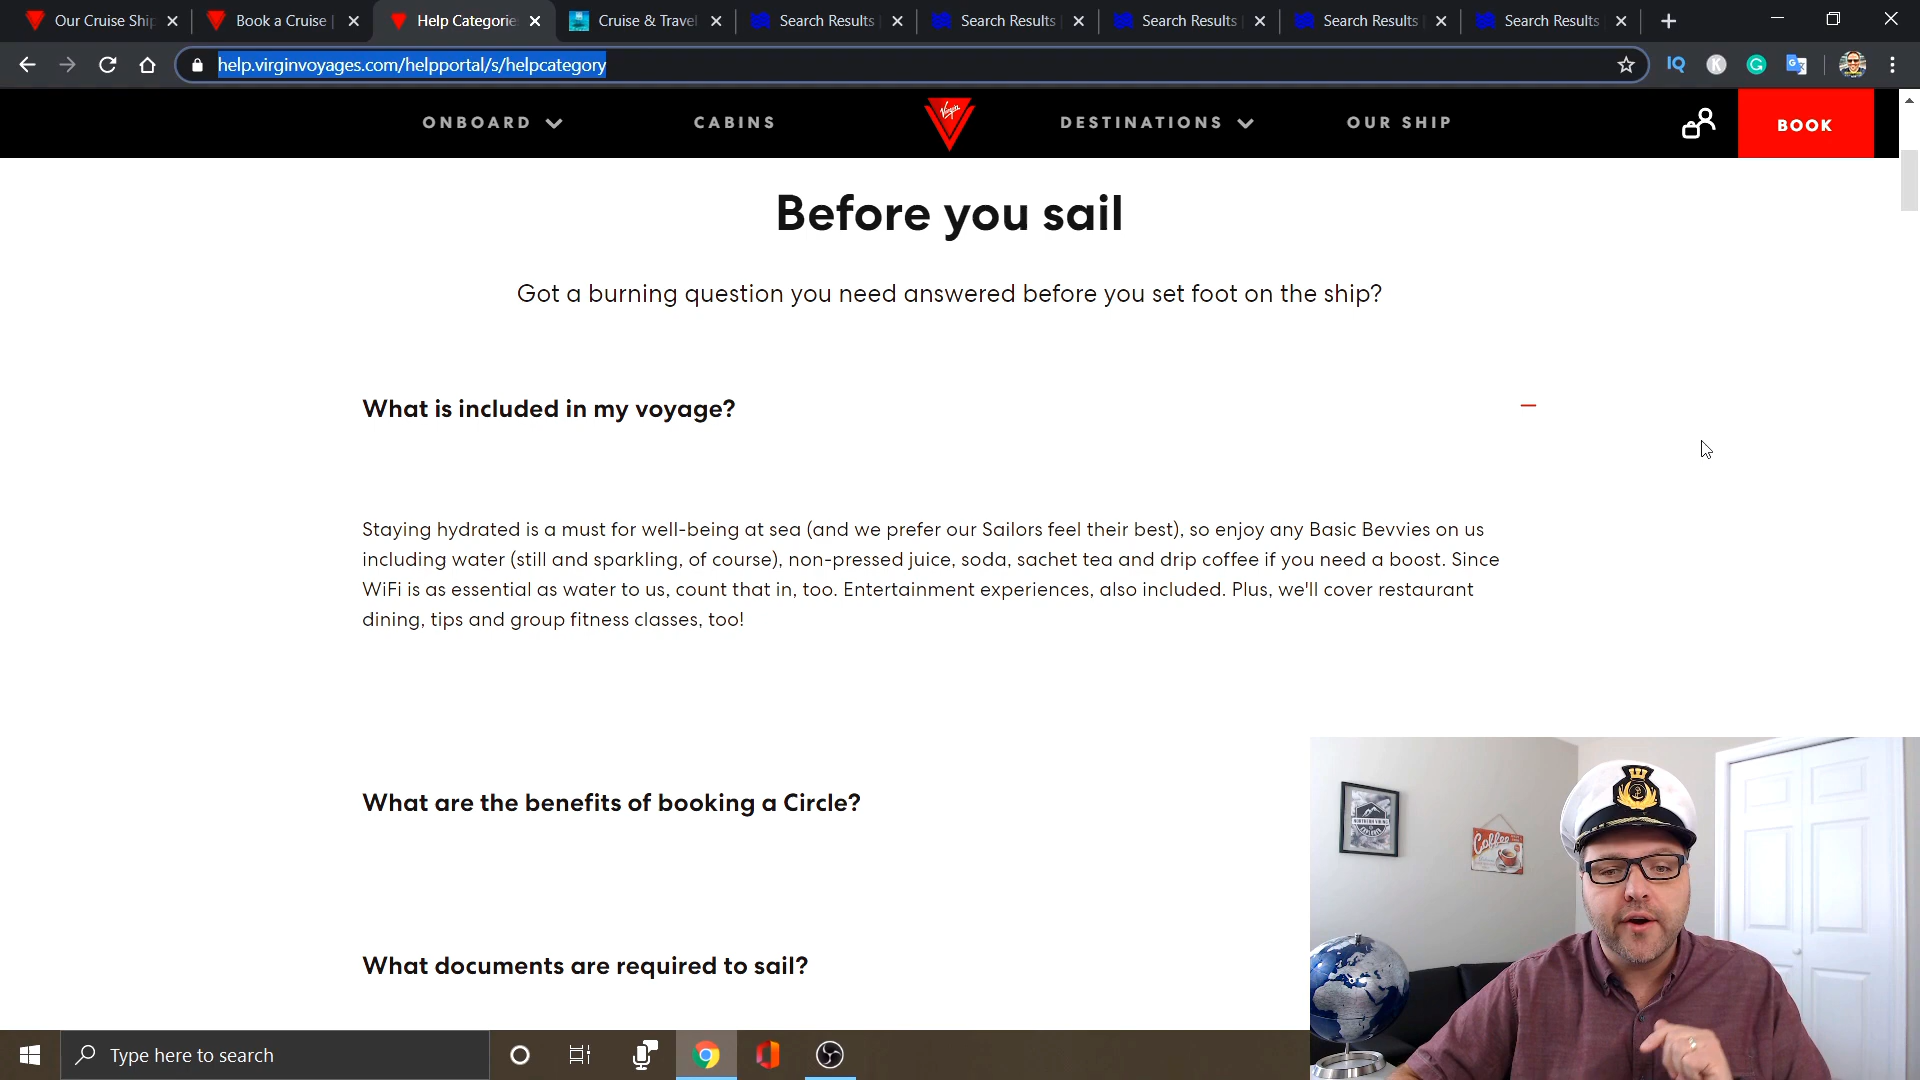 Our Cruise Ship
Book a Cruise |
Help Categorie
Cruise & Travel
Search Results
Search Results
Search Results
Search Results
Search Results
help.virginvoyages.com/helpportal/s/helpcategory
IQ
K
G
ONBOARD
CABINS
Virgin
DESTINATIONS
OUR SHIP
BOOK
Before you sail
Got a burning question you need answered before you set foot on the ship?
What is included in my voyage?
Staying hydrated is a must for well-being at sea (and we prefer our Sailors feel their best), so enjoy any Basic Bevvies on us
including water (still and sparkling, of course), non-pressed juice, soda, sachet tea and drip coffee if you need a boost. Since
WiFi is as essential as water to us, count that in, too. Entertainment experiences, also included. Plus, we'll cover restaurant
dining, tips and group fitness classes, too!
What are the benefits of booking a Circle?
What documents are required to sail?
NORTHERN VIKING
EXPLORER
Coffee
Type here to search